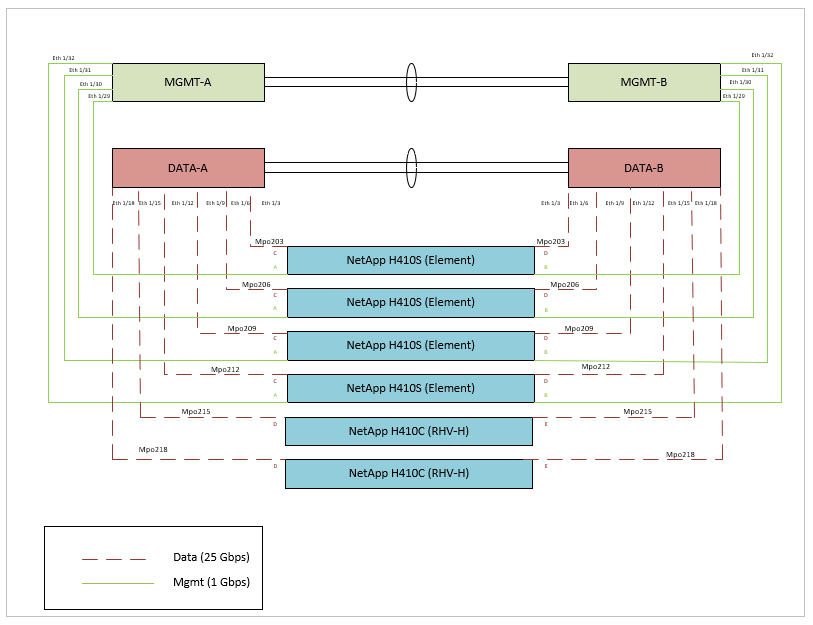 Eth 1/32
Eth 1/31
Eth 1/30
Eth 1/29
MGMT-A
MGMT-B
Eth 1/32
Eth 1/31
Eth 1/30
Eth 1/29
DATA-A
DATA-B
Eth 1/18 Eth 1/15 Eth 1/12 Eth 1/9 Eth 1/6 Eth 1/3
Eth 1/3 Eth 1/6 Eth 1/9 Eth 1/12 Eth 1/15 Eth 1/18
Mpo203 Mpo203
C NetApp H410S (Element) D
A B
Mpo206 Mpo206
C NetApp H410S (Element) D
A B
Mpo209 Mpo209
C NetApp H410S (Element) D
A B
Mpo212 Mpo212
C NetApp H410S (Element) D
A B
Mpo215 Mpo215
D NetApp H410C (RHV-H) E
Mpo218 Mpo218
D NetApp H410C (RHV-H) E
Data (25 Gbps)
Mgmt (1 Gbps)